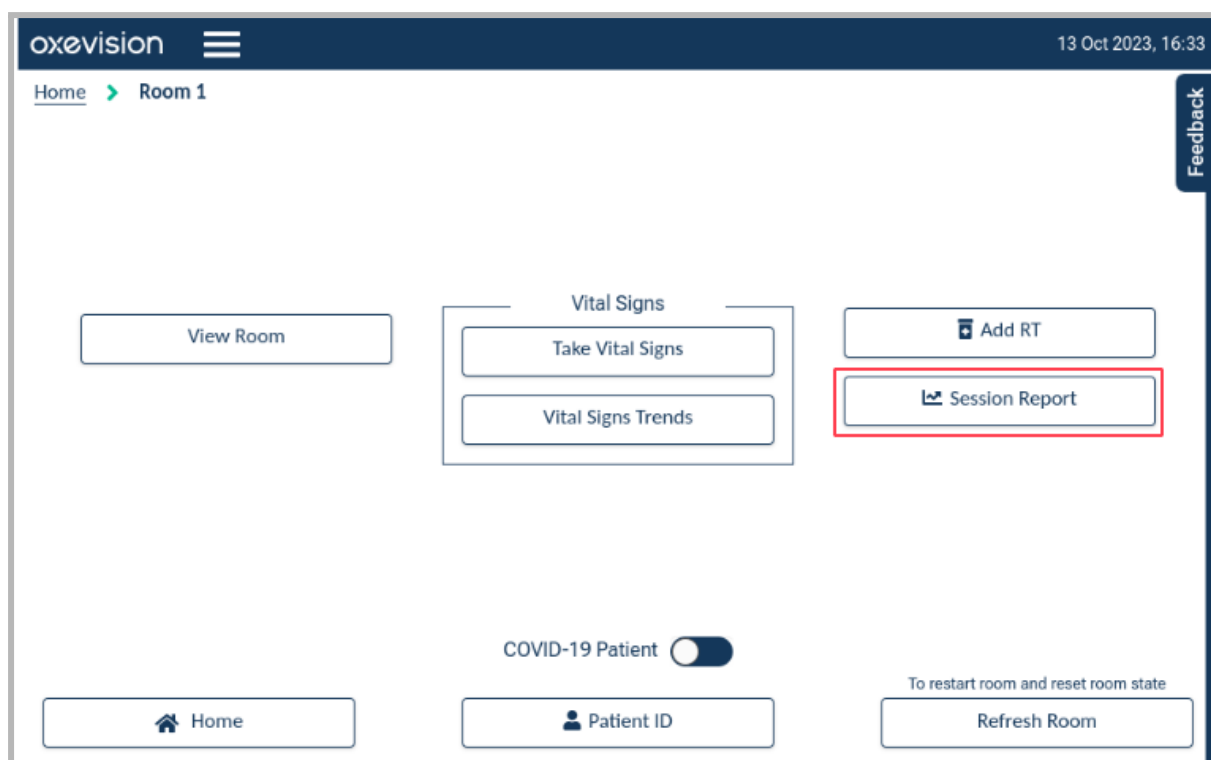 oxevision
13 Oct 2023, 16:33
Home > Room 1
Feedback
View Room
Vital Signs
Take Vital Signs
Vital Signs Trends
Add RT
Session Report
COVID-19 Patient
To restart room and reset room state
Home
Patient ID
Refresh Room